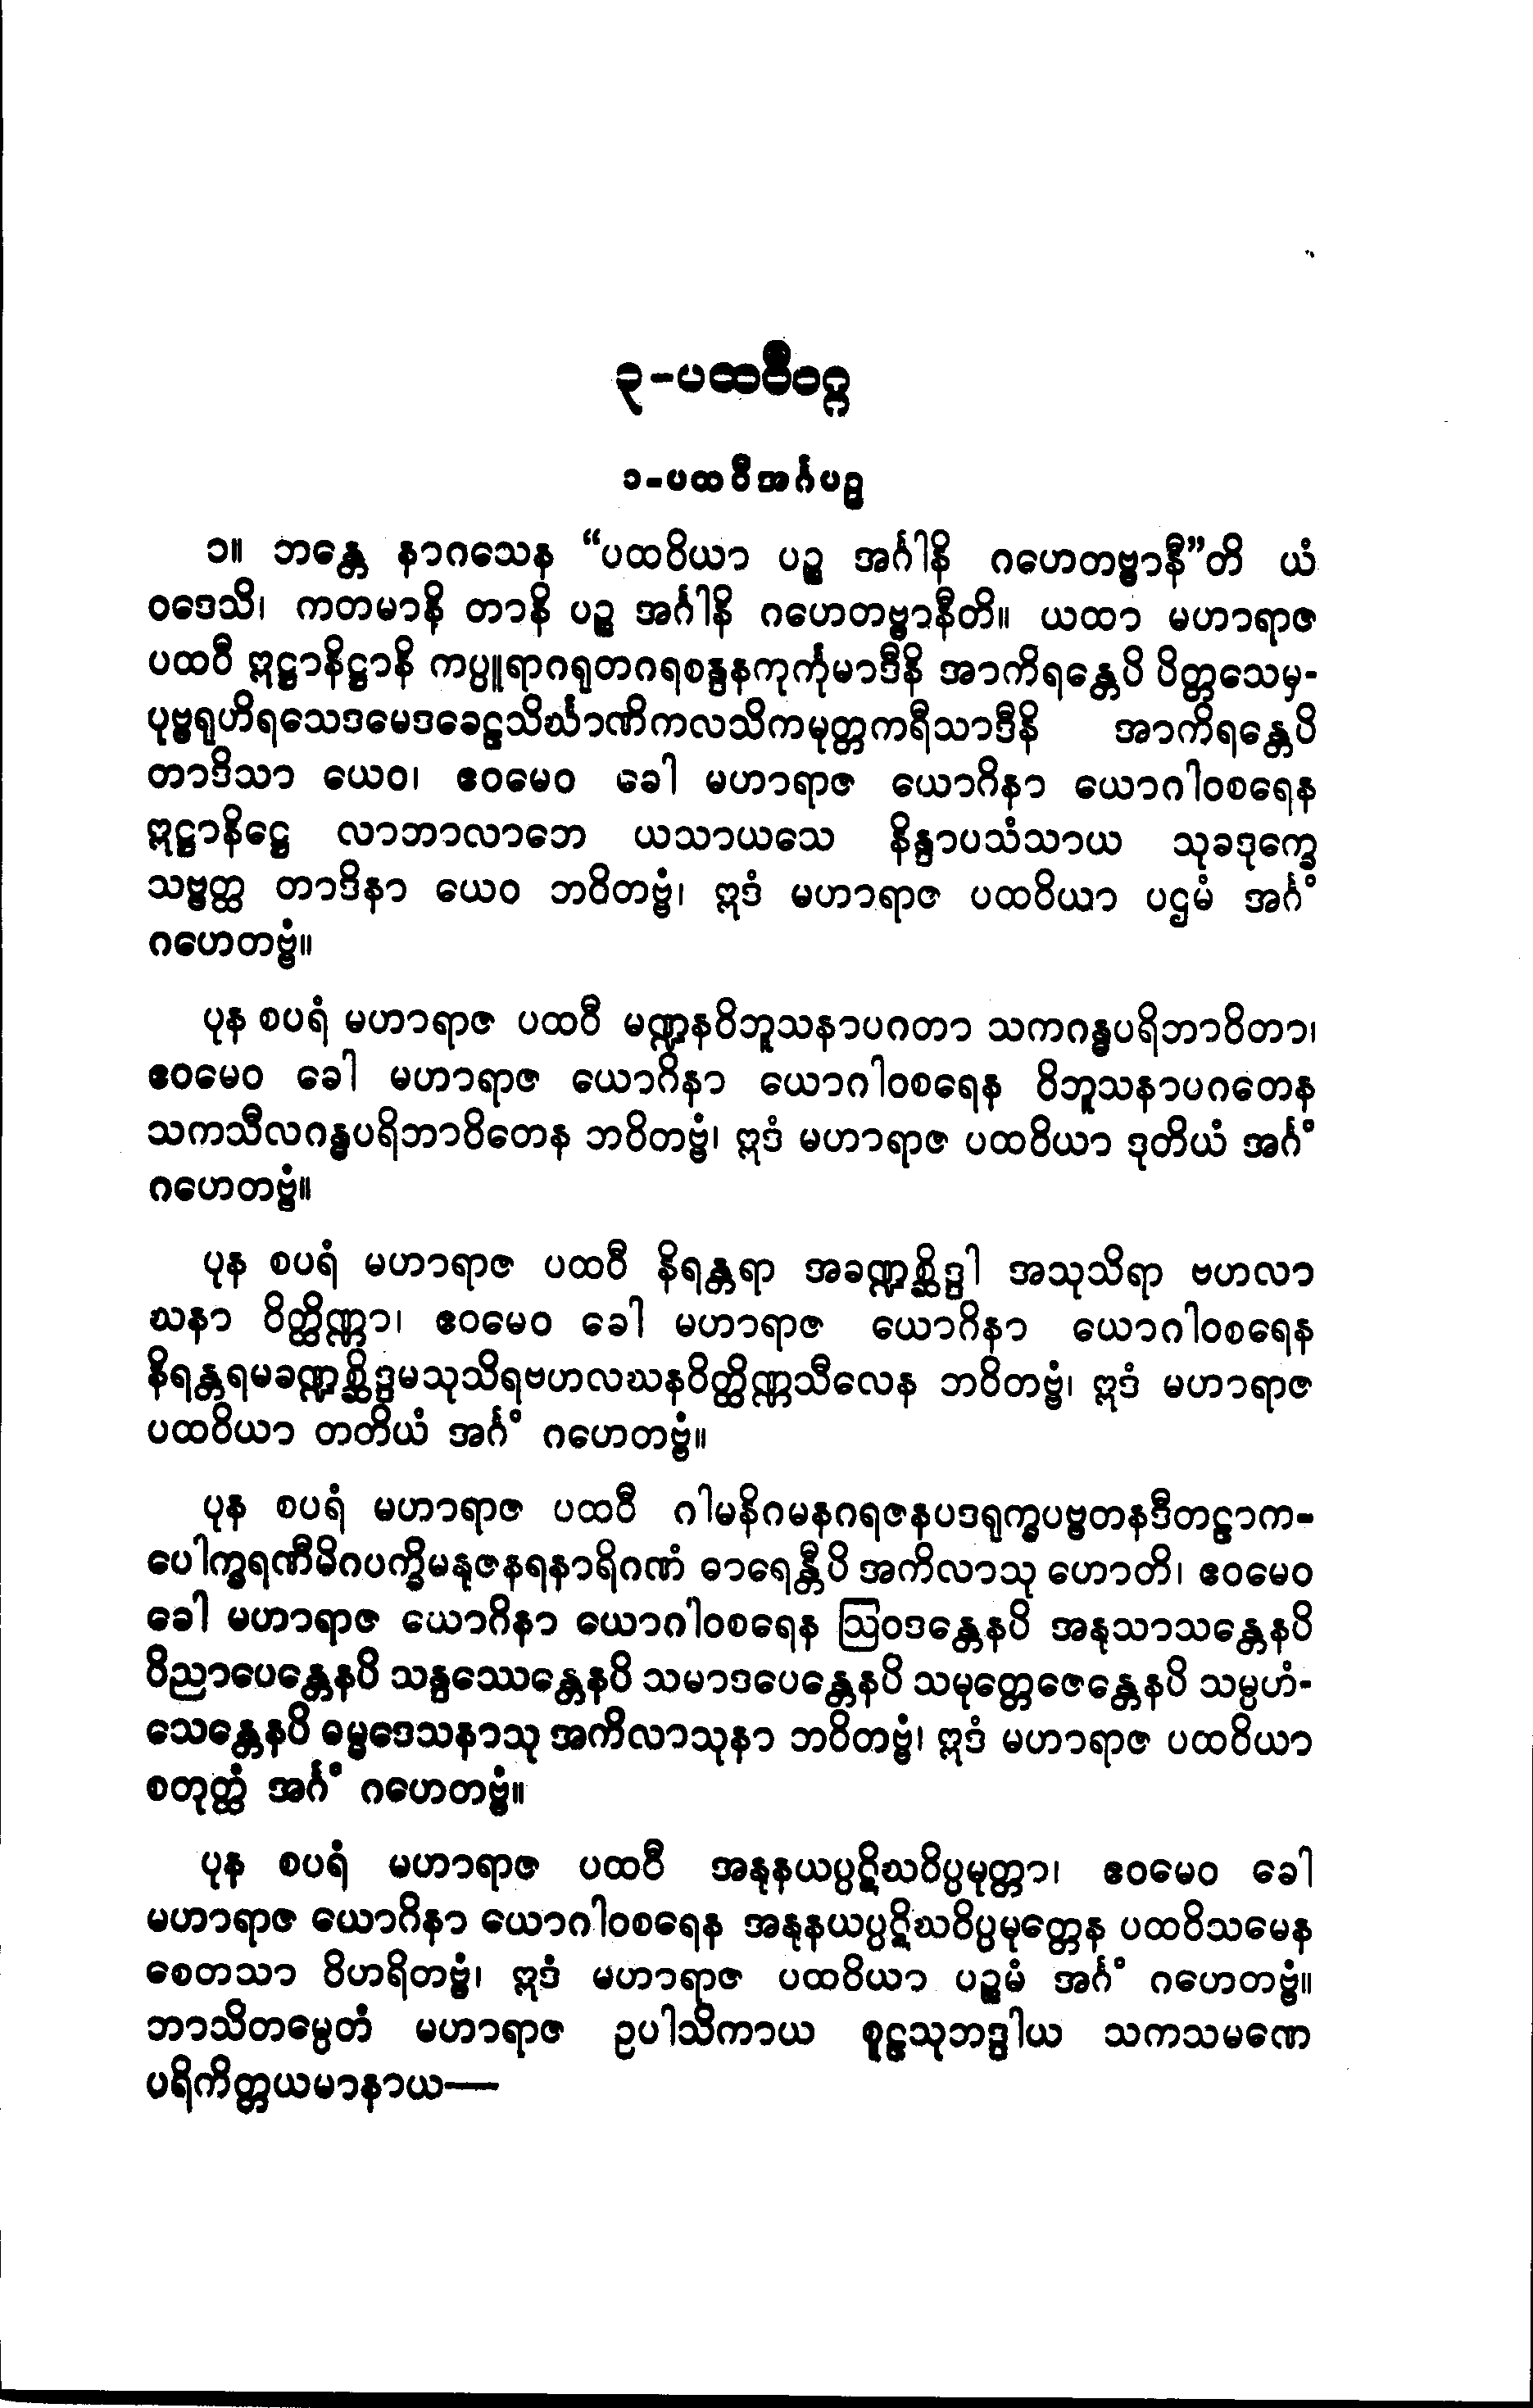 ၃-ပထဝီဝဂ္ဂ
၁-ပထဝီအင်္ဂပဉှ
၁။ ဘန္တေ နာဂသေန “ပထဝိယာ ပဉ္စ အင်္ဂါနိ ဂဟေတဗ္ဗာနီ”တိ ယံ
ဝဒေသိ၊ ကတမာနိ တာနိ ပဉ္စ အင်္ဂါနိ ဂဟေတဗ္ဗာနီတိ။ ယထာ မဟာရာဇ
ပထဝီ ဣဋ္ဌာနိဋ္ဌာနိ ကပ္ပူရာဂရုတဂရစန္ဒနကုင်္ကုမာဒီနိ အာကိရန္တေပိ ပိတ္တသေမှ-
ပုဗ္ဗရုဟိရသေဒမေဒခေဠသိင်္ဃာဏိကလသိကမုတ္တကရီသာဒီနိ အာကိရန္တေပိ
တာဒိသာ ယေဝ၊ ဧဝမေဝ ခေါ မဟာရာဇ ယောဂိနာ ယောဂါဝစရေန
ဣဋ္ဌာနိဋ္ဌေ လာဘာလာဘေ ယသာယသေ နိန္ဒာပသံသာယ သုခဒုက္ခေ
သဗ္ဗတ္ထ တာဒိနာ ယေဝ ဘဝိတဗ္ဗံ၊ ဣဒံ မဟာရာဇ ပထဝိယာ ပဌမံ အင်္ဂံ
ဂဟေတဗ္ဗံ။
ပုန စပရံ မဟာရာဇ ပထဝီ မဏ္ဍနဝိဘူသနာပဂတာ သကဂန္ဓပရိဘာဝိတာ၊
ဧဝမေဝ ခေါ မဟာရာဇ ယောဂိနာ ယောဂါဝစရေန ဝိဘူသနာပဂတေန
သကသီလဂန္ဓပရိဘာဝိတေန ဘဝိတဗ္ဗံ၊ ဣဒံ မဟာရာဇ ပထဝိယာ ဒုတိယံ အင်္ဂံ
ဂဟေတဗ္ဗံ။
ပုန စပရံ မဟာရာဇ ပထဝီ နိရန္တရာ အခဏ္ဍစ္ဆိဒ္ဒါ အသုသိရာ ဗဟလာ
ဃနာ ဝိတ္ထိဏ္ဏာ၊ ဧဝမေဝ ခေါ မဟာရာဇ ယောဂိနာ ယောဂါဝစရေန
နိရန္တရမခဏ္ဍစ္ဆိဒ္ဒမသုသိရဗဟလဃနဝိတ္ထိဏ္ဏသီလေန ဘဝိတဗ္ဗံ၊ ဣဒံ မဟာရာဇ
ပထဝိယာ တတိယံ အင်္ဂံ ဂဟေတဗ္ဗံ။
ပုန စပရံ မဟာရာဇ ပထဝီ ဂါမနိဂမနဂရဇနပဒရုက္ခပဗ္ဗတနဒီတဠာက-
ပေါက္ခရဏီမိဂပက္ခိမနုဇနရနာရိဂဏံ ဓာရေန္တီပိ အကိလာသု ဟောတိ၊ ဧဝမေဝ
ခေါ မဟာရာဇ ယောဂိနာ ယောဂါဝစရေန ဩဝဒန္တေနပိ အနုသာသန္တေနပိ
ဝိညာပေန္တေနပိ သန္ဒဿေန္တေနပိ သမာဒပေန္တေနပိ သမုတ္တေဇေန္တေနပိ သမ္ပဟံ-
သေန္တေနပိ ဓမ္မဒေသနာသု အကိလာသုနာ ဘဝိတဗ္ဗံ၊ ဣဒံ မဟာရာဇ ပထဝိယာ
စတုတ္ထံ အင်္ဂံ ဂဟေတဗ္ဗံ။
ပုန စပရံ မဟာရာဇ ပထဝီ အနုနယပ္ပဋိဃဝိပ္ပမုတ္တာ၊ ဧဝမေဝ ခေါ
မဟာရာဇ ယောဂိနာ ယောဂါဝစရေန အနုနယပ္ပဋိဃဝိပ္ပမုတ္တေန ပထဝိသမေန
စေတသာ ဝိဟရိတဗ္ဗံ၊ ဣဒံ မဟာရာဇ ပထဝိယာ ပဉ္စမံ အင်္ဂံ ဂဟေတဗ္ဗံ။
ဘာသိတမ္ပေတံ မဟာရာဇ ဥပါသိကာယ စူဠသုဘဒ္ဒါယ သကသမဏေ
ပရိကိတ္တယမာနာယ—